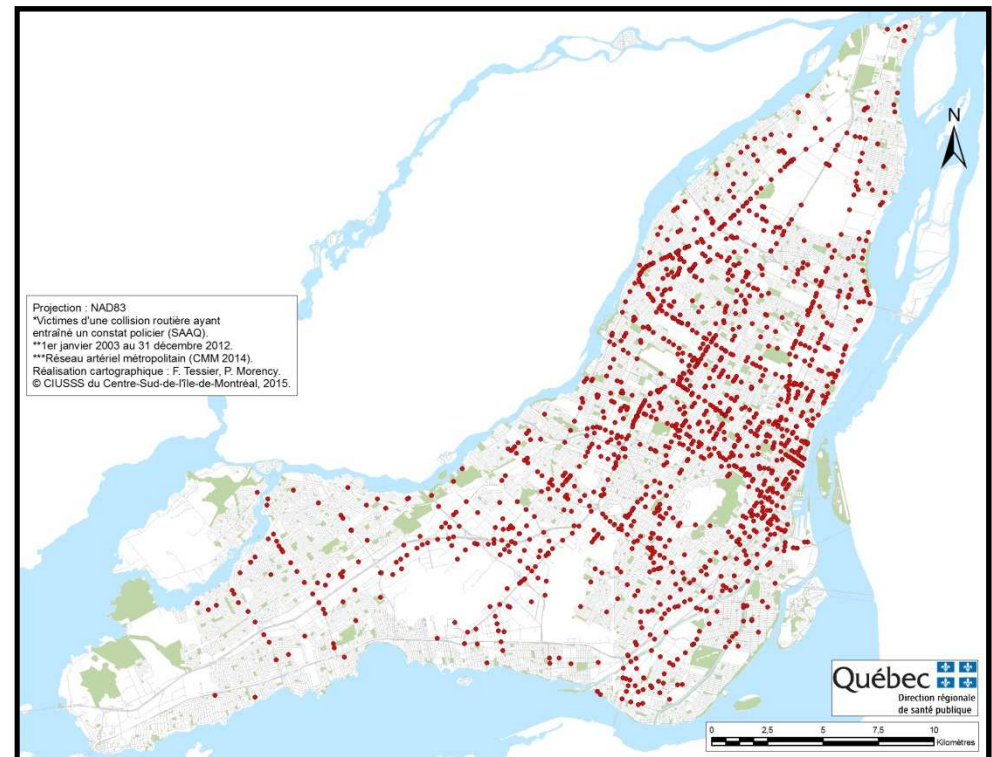 N
Projection : NAD83
*Victimes d'une collision routière ayant
entraîné un constat policier (SAAQ).
**1er janvier 2003 au 31 décembre 2012.
***Réseau artériel métropolitain (CMM 2014).
Réalisation cartographique : F. Tessier, P. Morency.
© CIUSSS du Centre-Sud-de-l'île-de-Montréal, 2015.
Québec
Direction régionale
de santé publique
0 2,5 5 7,5 10
Kilomètres